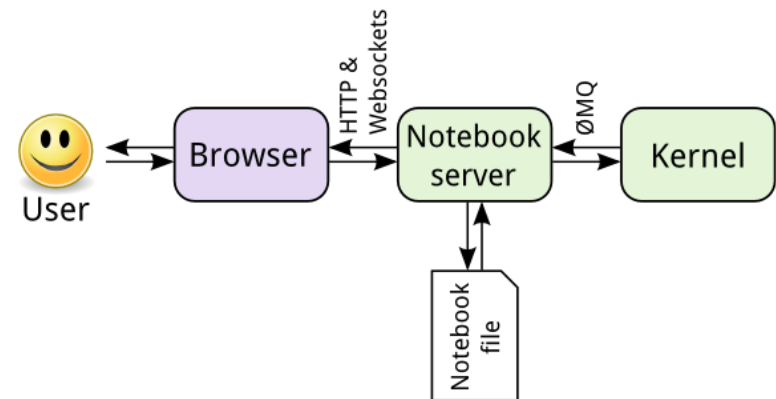 User
Browser
HTTP &
Websockets
Notebook
server
ØMQ
Kernel
Notebook
file